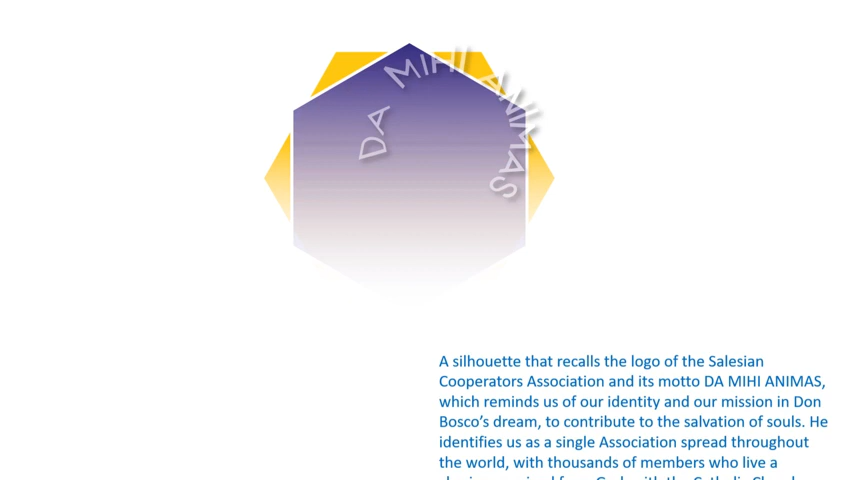 DA MIHI ANIMAS
A silhouette that recalls the logo of the Salesian
Cooperators Association and its motto DA MIHI ANIMAS,
which reminds us of our identity and our mission in Don
Bosco’s dream, to contribute to the salvation of souls. He
identifies us as a single Association spread throughout
the world, with thousands of members who live a